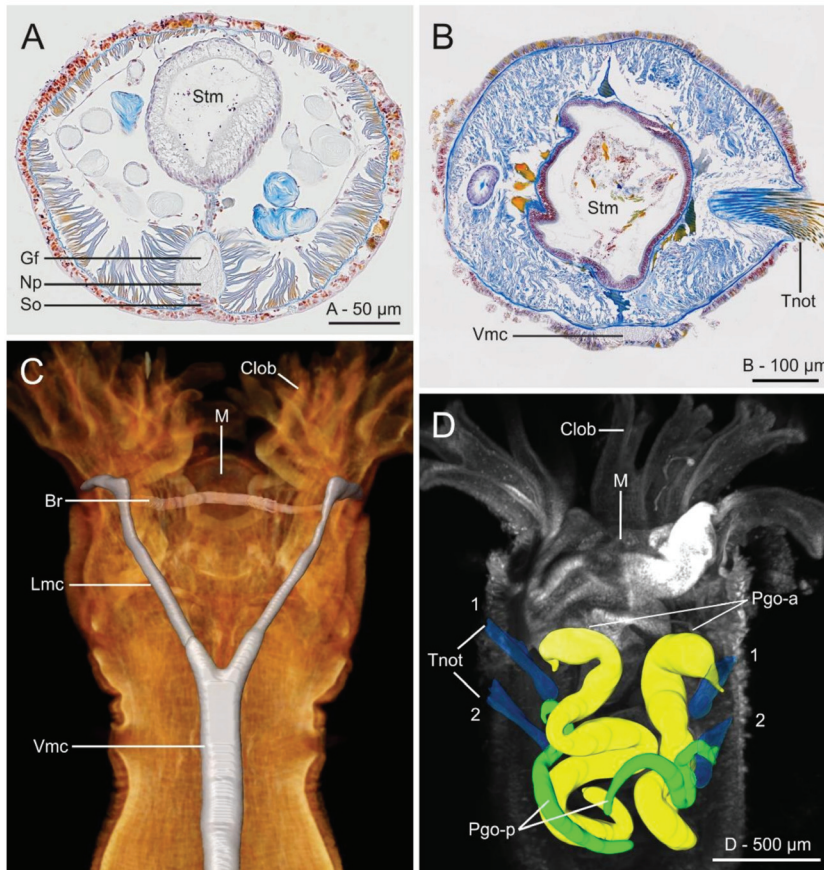 A
Stm
Gf
Np
So
A - 50 µm
B
Stm
Tnot
Vmc
B - 100 µm
C
Clob
M
Br
Lmc
Vmc
D
Clob
M
Pgo-a
1
Tnot
2
1
2
Pgo-p
D - 500 µm